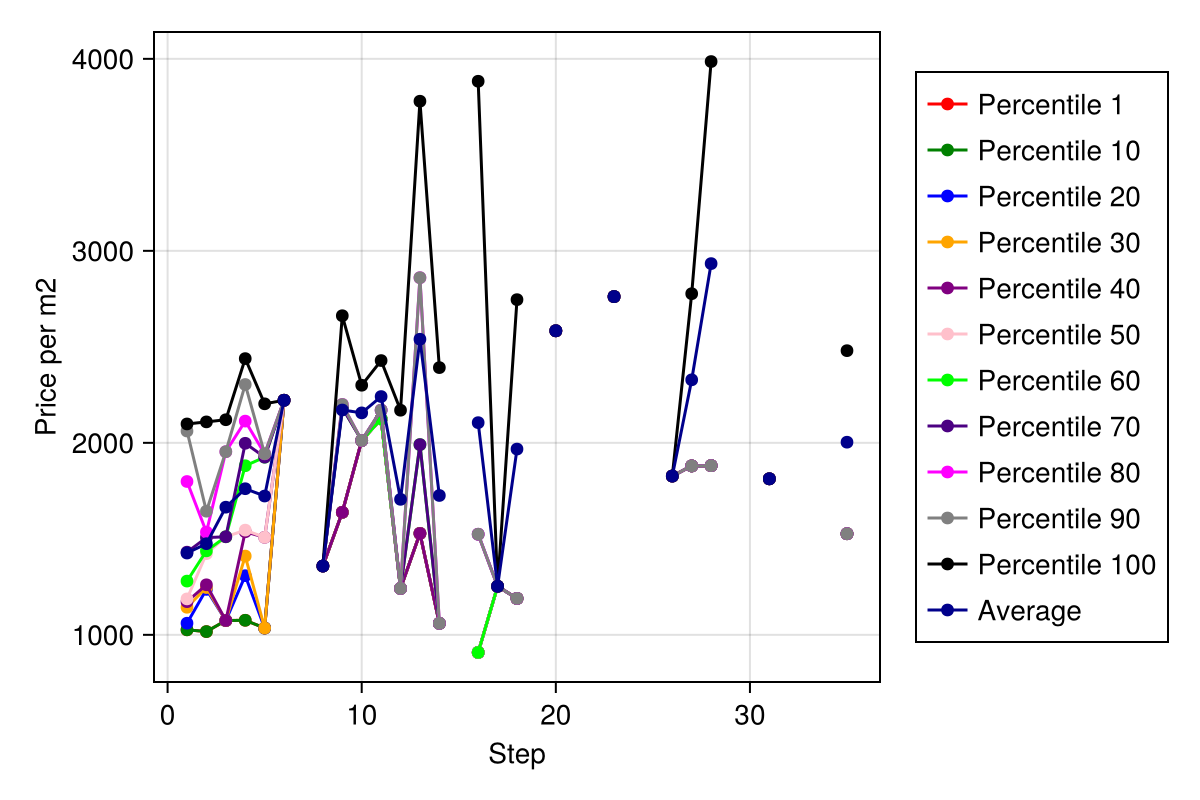 4000
3000
2000
1000
Price per m2
0
10
20
30
Step
Percentile 1
Percentile 10
Percentile 20
Percentile 30
Percentile 40
Percentile 50
Percentile 60
Percentile 70
Percentile 80
Percentile 90
Percentile 100
Average